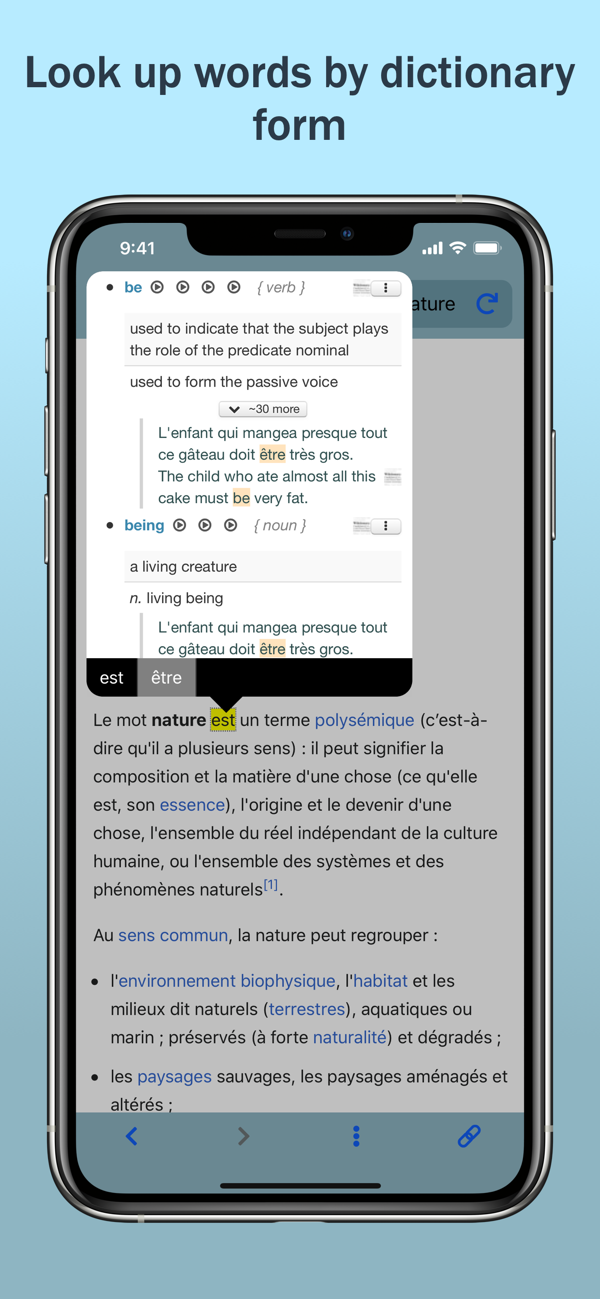 Look up words by dictionary
form
9:41
ature
• be { verb }
used to indicate that the subject plays
the role of the predicate nominal
used to form the passive voice
~30 more
L'enfant qui mangea presque tout
ce gâteau doit être très gros.
The child who ate almost all this
cake must be very fat.
• being { noun }
a living creature
n. living being
L'enfant qui mangea presque tout
ce gâteau doit être très gros.
est être
Le mot nature est un terme polysémique (c’est-à-
dire qu'il a plusieurs sens) : il peut signifier la
composition et la matière d'une chose (ce qu'elle
est, son essence), l'origine et le devenir d'une
chose, l'ensemble du réel indépendant de la culture
humaine, ou l'ensemble des systèmes et des
phénomènes naturels[1].
Au sens commun, la nature peut regrouper :
• l'environnement biophysique, l'habitat et les
milieux dit naturels (terrestres), aquatiques ou
marin ; préservés (à forte naturalité) et dégradés ;
• les paysages sauvages, les paysages aménagés et
altérés ;